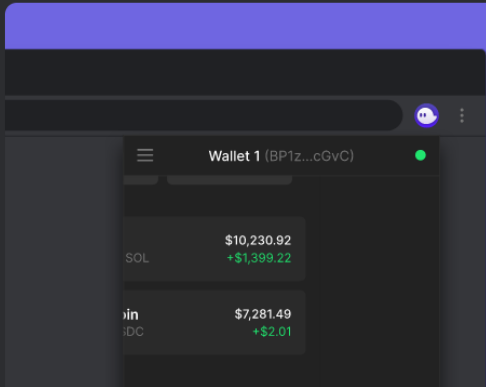 Wallet 1 (BP1z...cGvC)
$10,230.92
SOL +$1,399.22
$7,281.49
+$2.01